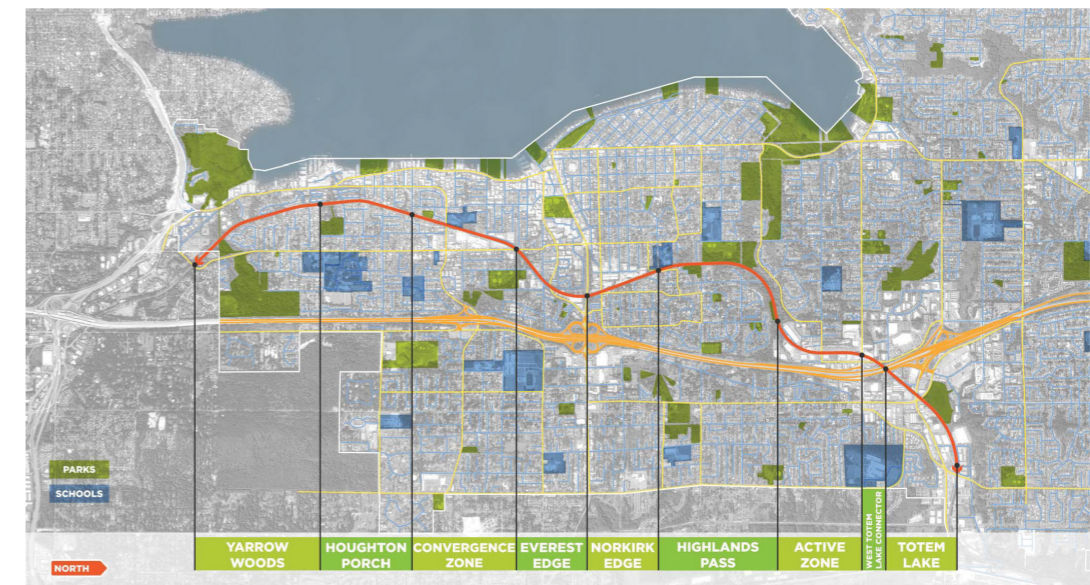 PARKS
SCHOOLS
NORTH
YARROW
WOODS
HOUGHTON
PORCH
CONVERGENCE
ZONE
EVEREST
EDGE
NORKIRK
EDGE
HIGHLANDS
PASS
ACTIVE
ZONE
WEST TOTEM
LAKE CONNECTOR
TOTEM
LAKE